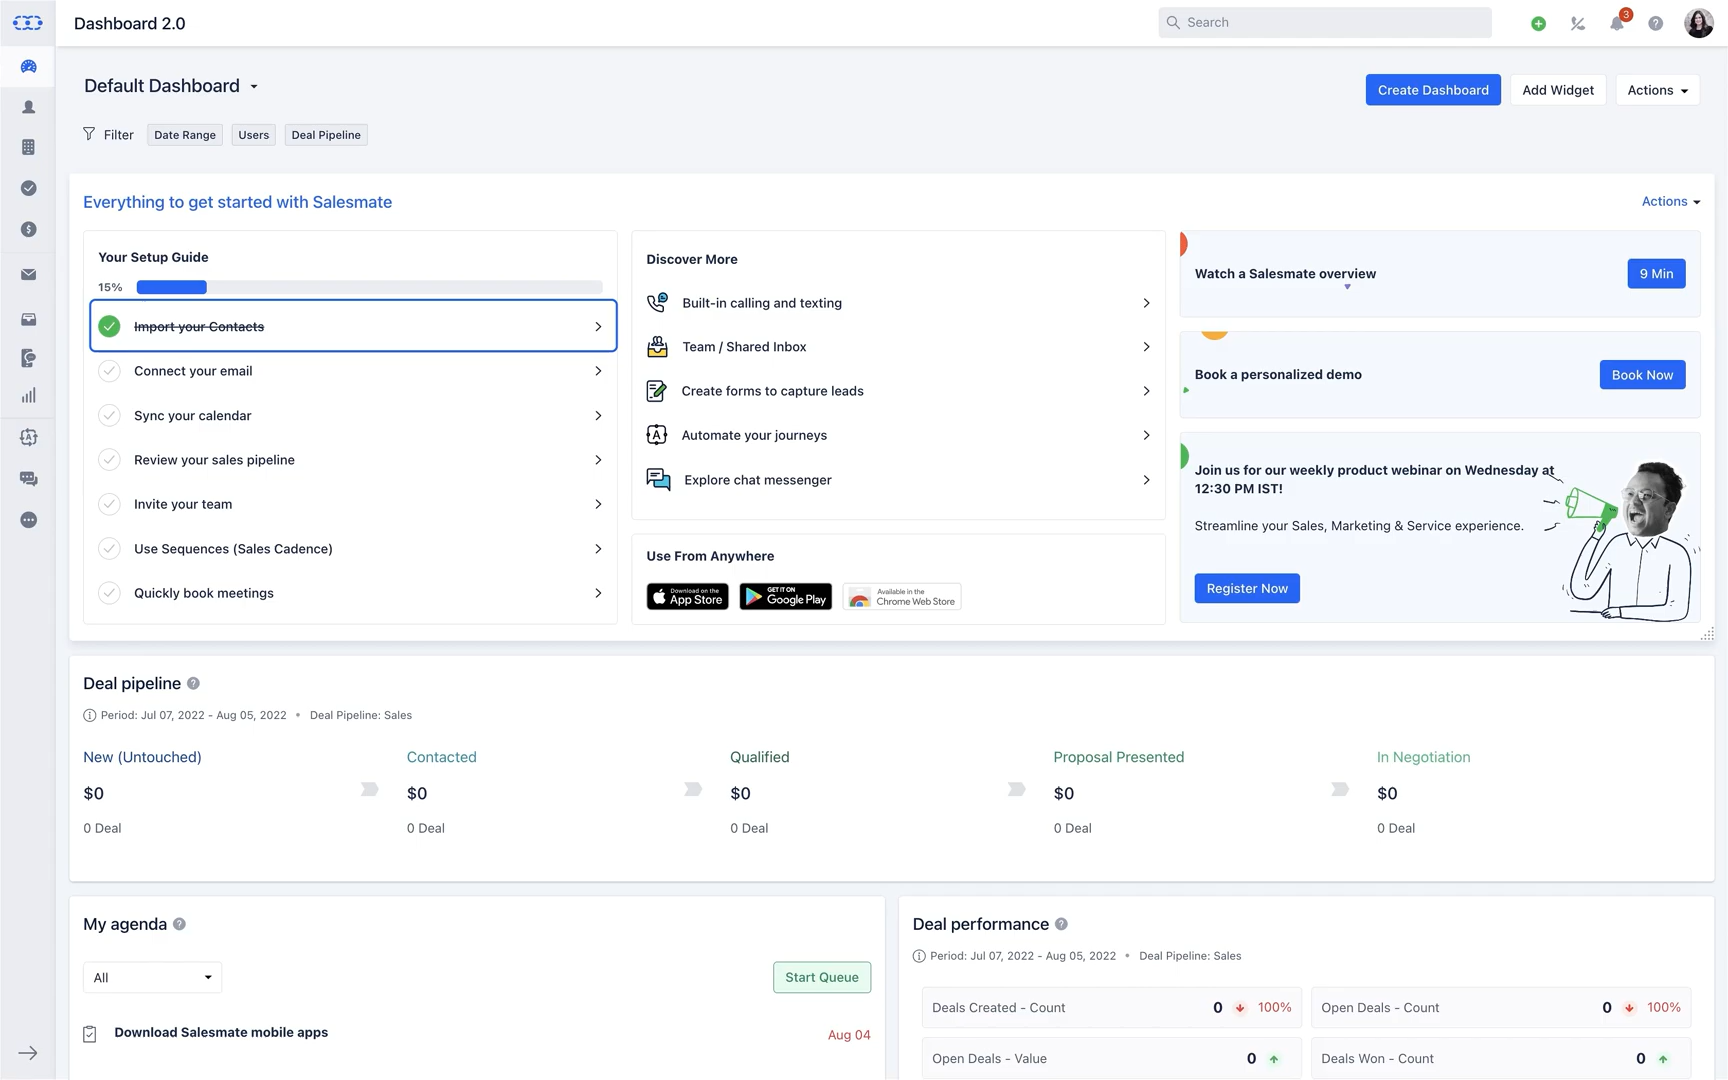 Dashboard 2.0
Search
3
Default Dashboard
Create Dashboard
Add Widget
Actions
Filter
Date Range
Users
Deal Pipeline
Everything to get started with Salesmate
Actions
Your Setup Guide
15%
Import your Contacts
Connect your email
Sync your calendar
Review your sales pipeline
Invite your team
Use Sequences (Sales Cadence)
Quickly book meetings
Discover More
Built-in calling and texting
Team / Shared Inbox
Create forms to capture leads
Automate your journeys
Explore chat messenger
Use From Anywhere
Download on the
App Store
GET IT ON
Google Play
Available in the
Chrome Web Store
Watch a Salesmate overview
9 Min
Book a personalized demo
Book Now
Join us for our weekly product webinar on Wednesday at
12:30 PM IST!
Streamline your Sales, Marketing & Service experience.
Register Now
Deal pipeline
Period: Jul 07, 2022 - Aug 05, 2022 • Deal Pipeline: Sales
New (Untouched)
$0
0 Deal
Contacted
$0
0 Deal
Qualified
$0
0 Deal
Proposal Presented
$0
0 Deal
In Negotiation
$0
0 Deal
My agenda
All
Start Queue
Download Salesmate mobile apps
Aug 04
Deal performance
Period: Jul 07, 2022 - Aug 05, 2022 • Deal Pipeline: Sales
Deals Created - Count 0 100%
Open Deals - Count 0 100%
Open Deals - Value 0
Deals Won - Count 0